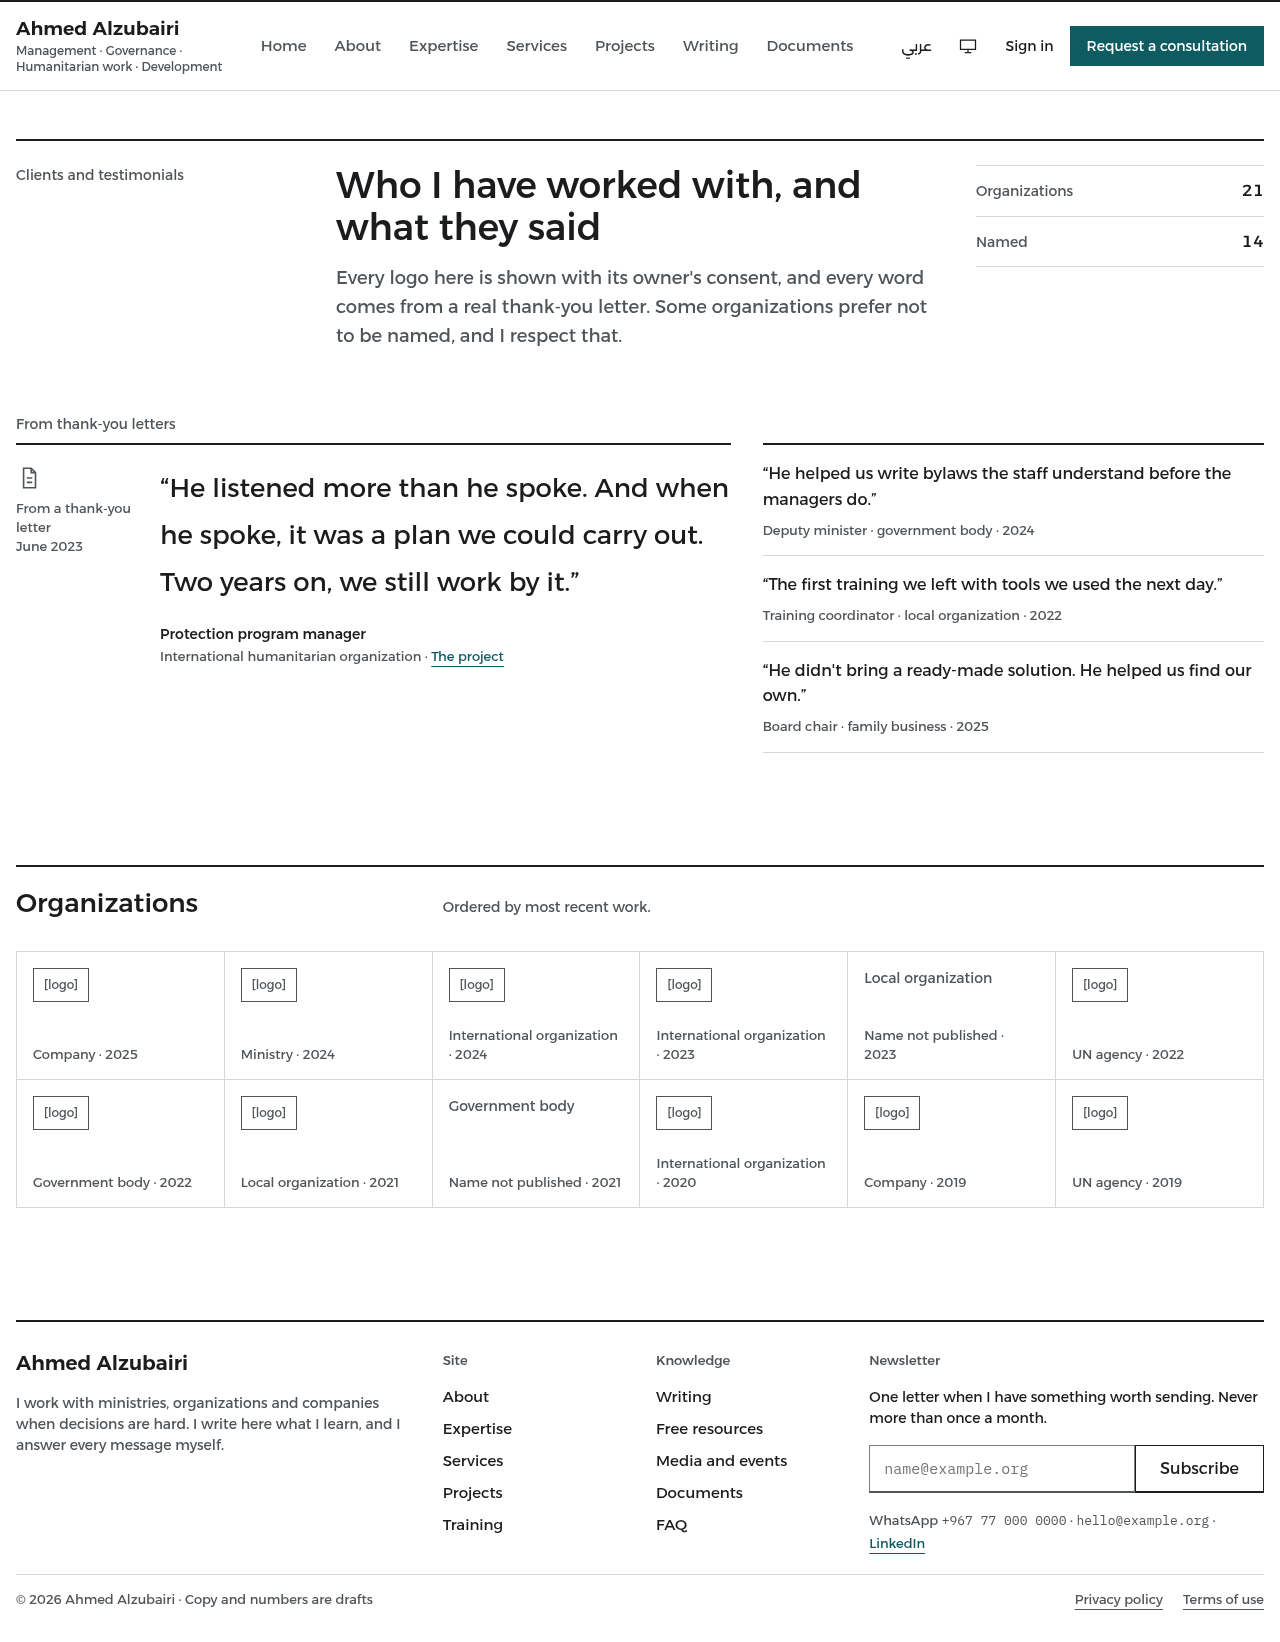 Ahmed Alzubairi
Management · Governance ·
Humanitarian work · Development
Home About Expertise Services Projects Writing Documents
عربي
Sign in
Request a consultation
Clients and testimonials
Who I have worked with, and
what they said
Every logo here is shown with its owner's consent, and every word
comes from a real thank-you letter. Some organizations prefer not
to be named, and I respect that.
Organizations 21
Named 14
From thank-you letters
From a thank-you
letter
June 2023
“He listened more than he spoke. And when
he spoke, it was a plan we could carry out.
Two years on, we still work by it.”
Protection program manager
International humanitarian organization · The project
“He helped us write bylaws the staff understand before the
managers do.”
Deputy minister · government body · 2024
“The first training we left with tools we used the next day.”
Training coordinator · local organization · 2022
“He didn't bring a ready-made solution. He helped us find our
own.”
Board chair · family business · 2025
Organizations
Ordered by most recent work.
[logo]
Company · 2025
[logo]
Ministry · 2024
[logo]
International organization
· 2024
[logo]
International organization
· 2023
Local organization
Name not published ·
2023
[logo]
UN agency · 2022
[logo]
Government body · 2022
[logo]
Local organization · 2021
Government body
Name not published · 2021
[logo]
International organization
· 2020
[logo]
Company · 2019
[logo]
UN agency · 2019
Ahmed Alzubairi
I work with ministries, organizations and companies
when decisions are hard. I write here what I learn, and I
answer every message myself.
Site
About
Expertise
Services
Projects
Training
Knowledge
Writing
Free resources
Media and events
Documents
FAQ
Newsletter
One letter when I have something worth sending. Never
more than once a month.
name@example.org
Subscribe
WhatsApp +967 77 000 0000 · hello@example.org ·
LinkedIn
© 2026 Ahmed Alzubairi · Copy and numbers are drafts
Privacy policy Terms of use